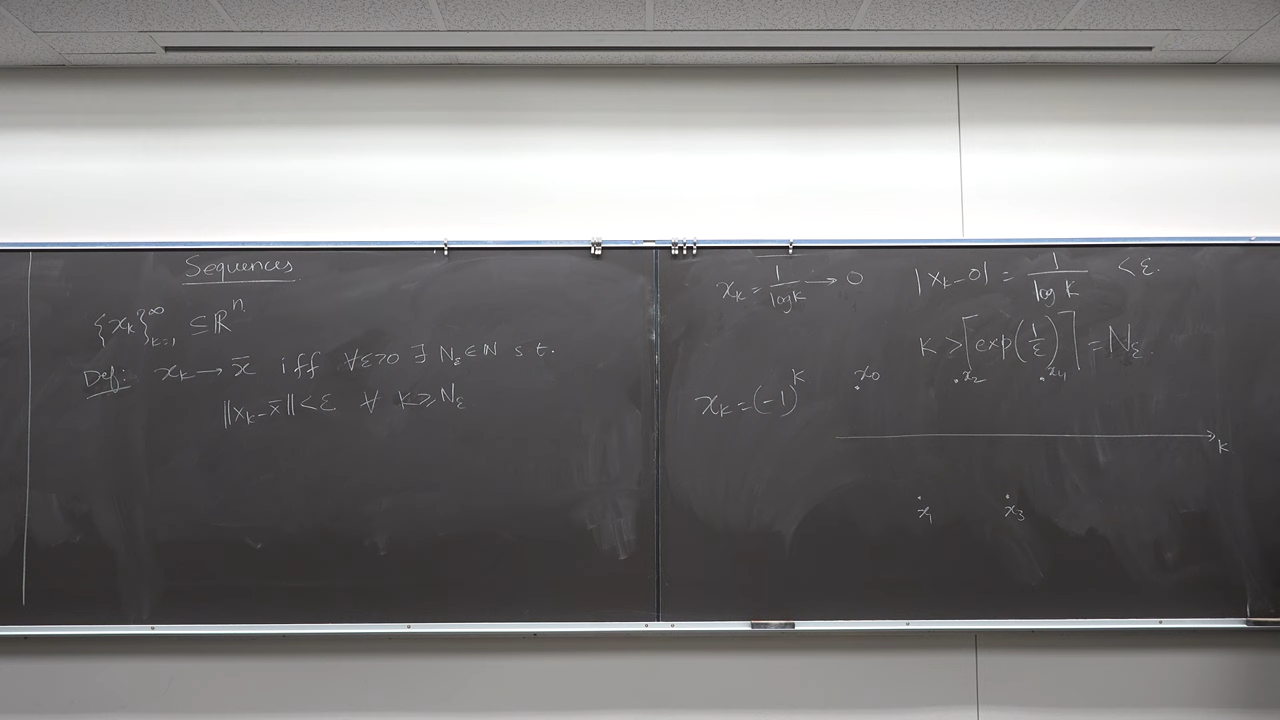 Sequences
{x_k}_{k=1}^∞ ⊆ ℝ^n
Def: x_k → x̄ iff ∀ε>0 ∃ N_ε ∈ ℕ s t.
||x_k-x̄|| < ε ∀ k ≥ N_ε
x_k = 1/log k → 0 |x_k-0| = 1/log k < ε.
k > ⌈exp(1/ε)⌉ = N_ε.
x_k = (-1)^k
x_0 x_2 x_4
k
x_1 x_3